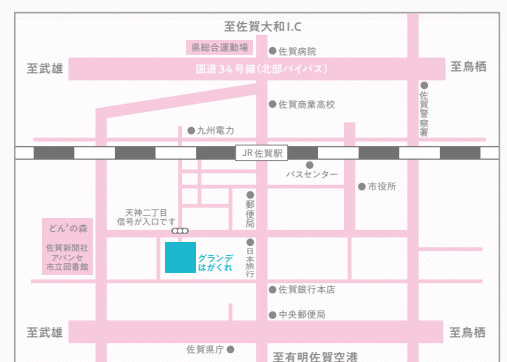 至佐賀大和I.C
県総合運動場
佐賀病院
至武雄
国道34号線（北部バイパス）
至鳥栖
佐賀商業高校
佐賀警察署
九州電力
JR佐賀駅
バスセンター
市役所
天神二丁目
信号が入口です
郵便局
どん³の森
佐賀新聞社
アバンセ
市立図書館
グランデ
はがくれ
日本旅行
佐賀銀行本店
中央郵便局
至武雄
至鳥栖
佐賀県庁
至有明佐賀空港